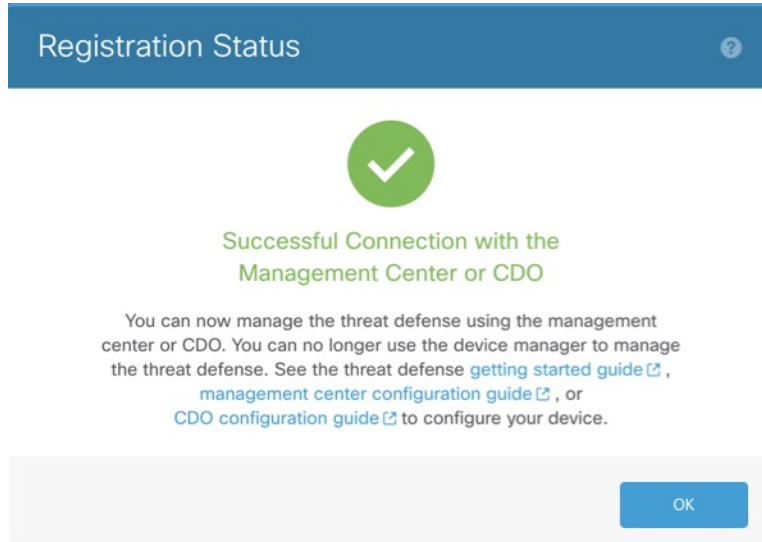 Registration Status
?
Successful Connection with the
Management Center or CDO
You can now manage the threat defense using the management
center or CDO. You can no longer use the device manager to manage
the threat defense. See the threat defense getting started guide ,
management center configuration guide , or
CDO configuration guide to configure your device.
OK